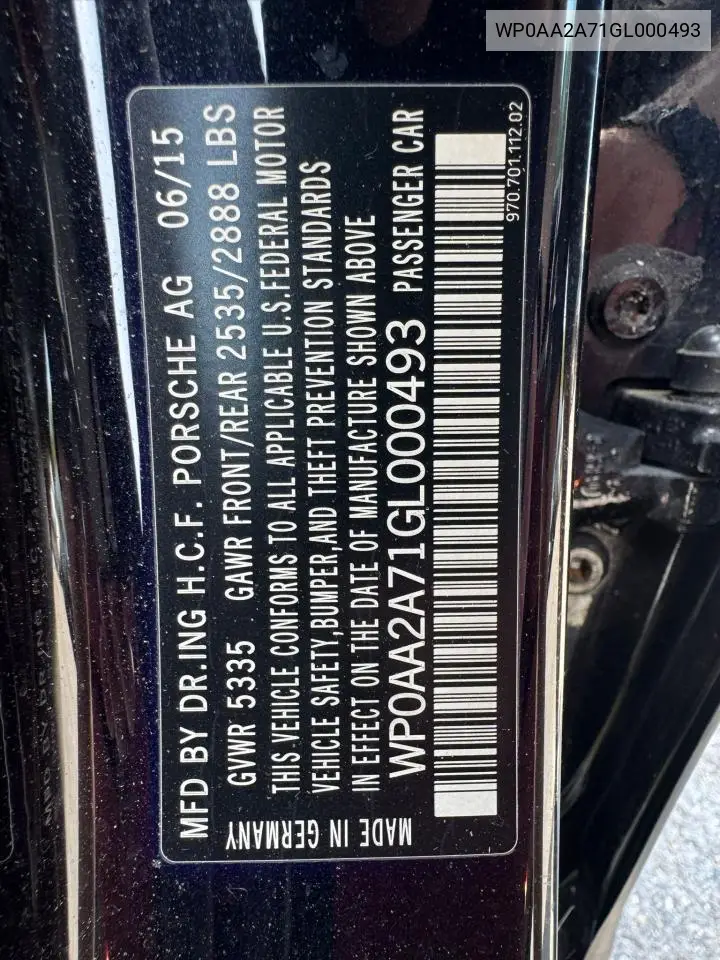 WP0AA2A71GL000493
MFD BY DR.ING H.C.F. PORSCHE AG 06/15
GVWR 5335 GAWR FRONT/REAR 2535/2888 LBS
THIS VEHICLE CONFORMS TO ALL APPLICABLE U.S.FEDERAL MOTOR
VEHICLE SAFETY,BUMPER,AND THEFT PREVENTION STANDARDS
IN EFFECT ON THE DATE OF MANUFACTURE SHOWN ABOVE
WP0AA2A71GL000493 PASSENGER CAR
MADE IN GERMANY
970.701.112.02